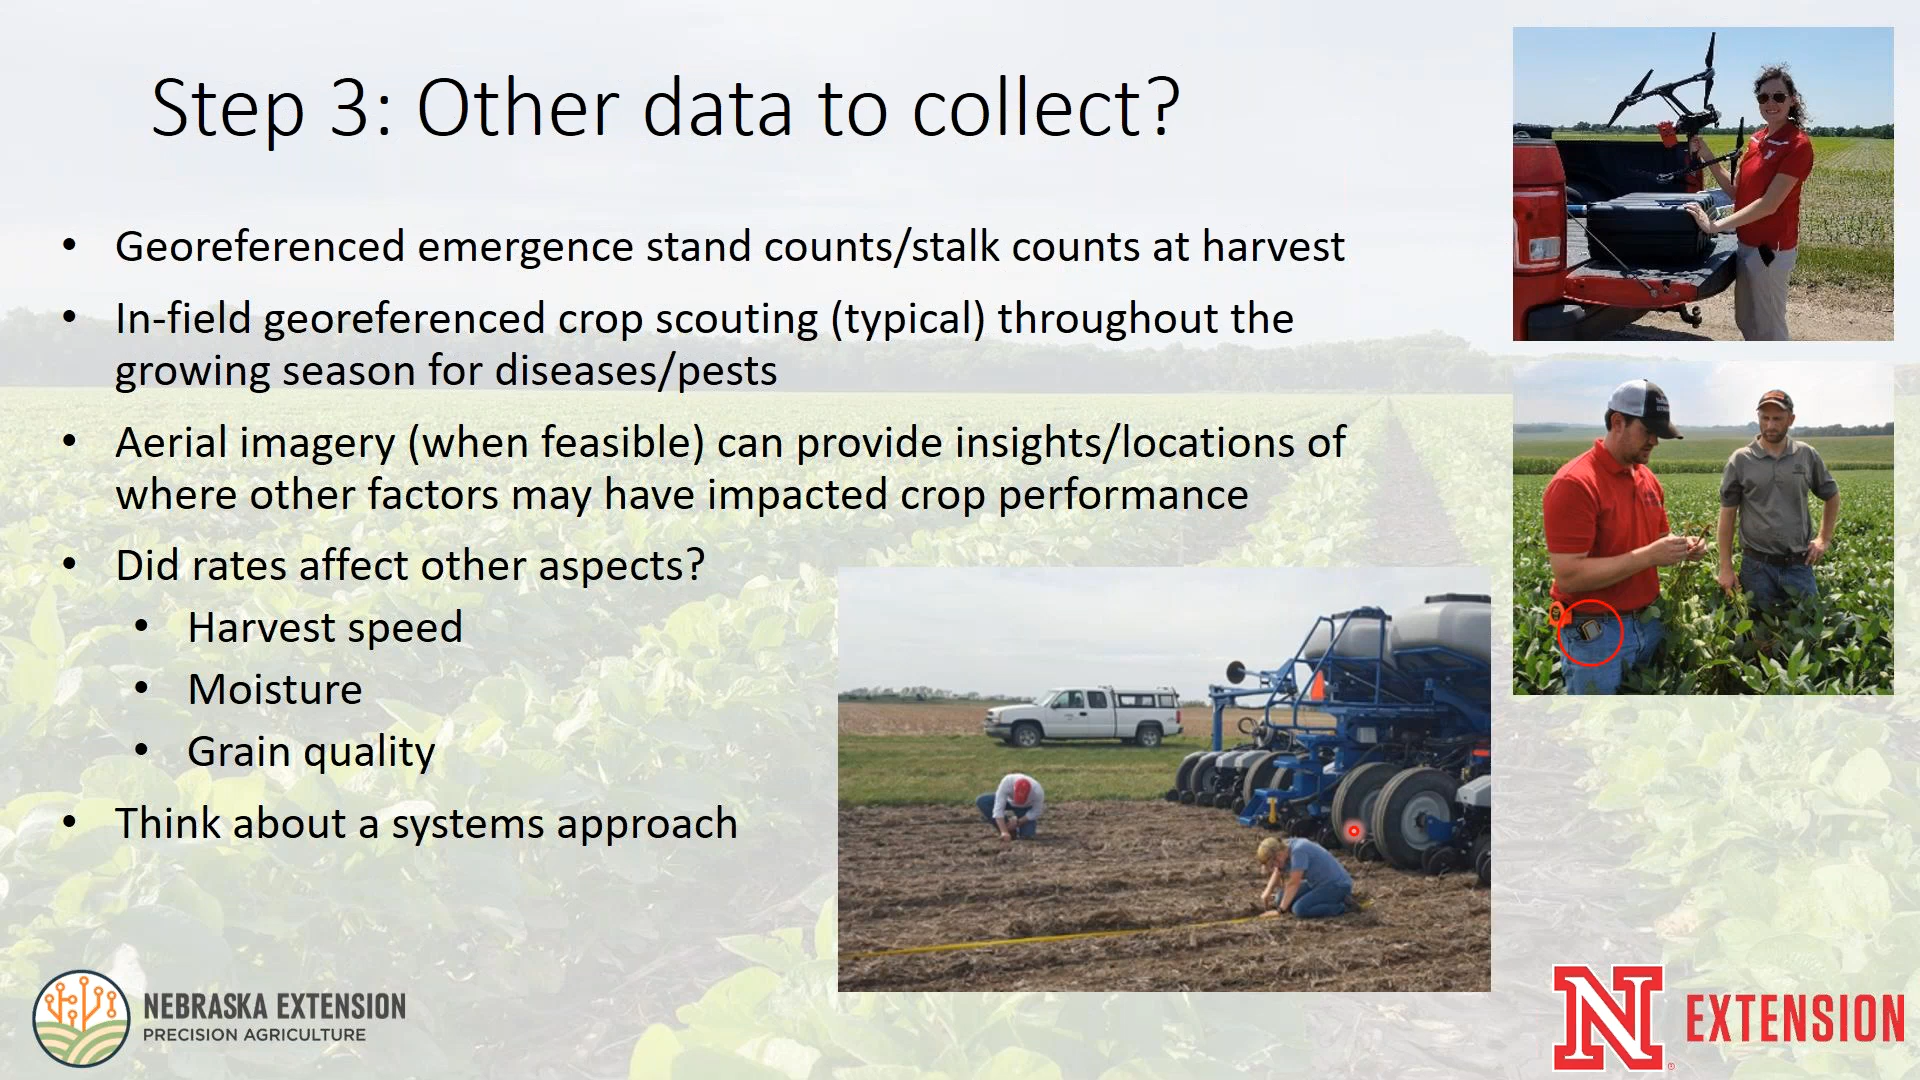 Step 3: Other data to collect?
• Georeferenced emergence stand counts/stalk counts at harvest
• In-field georeferenced crop scouting (typical) throughout the
growing season for diseases/pests
• Aerial imagery (when feasible) can provide insights/locations of
where other factors may have impacted crop performance
• Did rates affect other aspects?
• Harvest speed
• Moisture
• Grain quality
• Think about a systems approach
NEBRASKA EXTENSION
PRECISION AGRICULTURE
N
EXTENSION